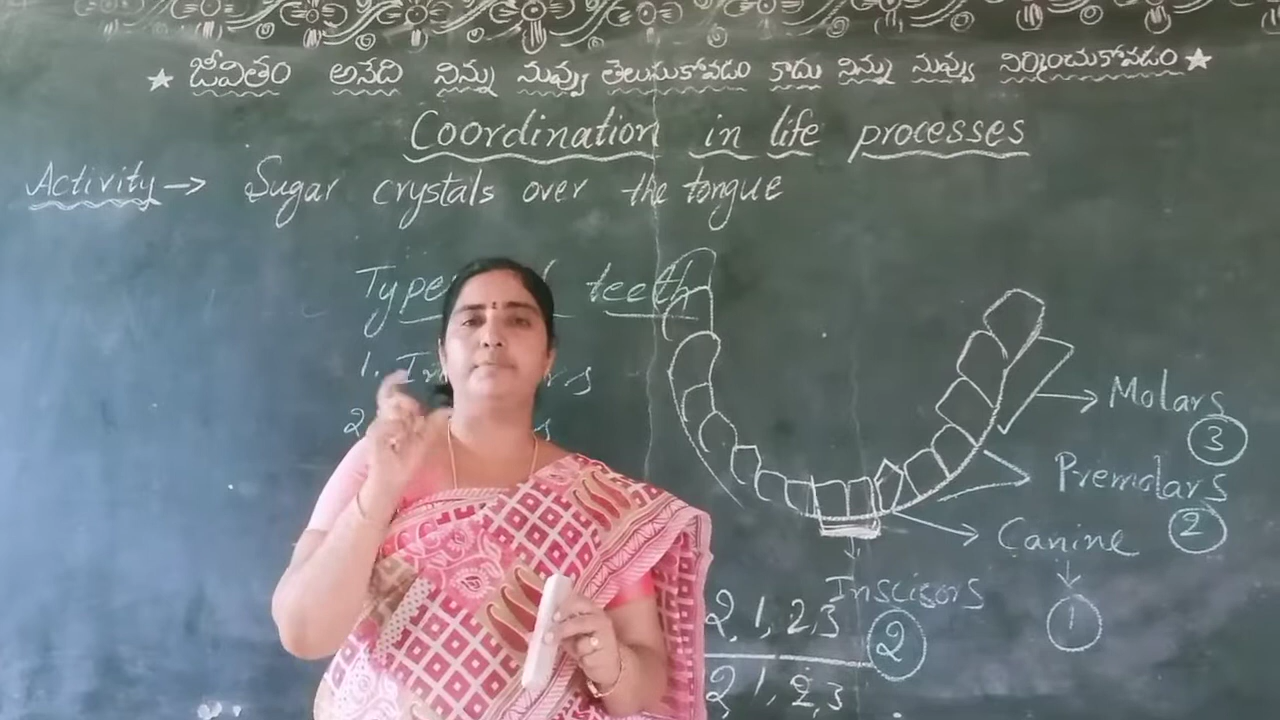 ★ జీవితం అనేది నిన్ను నువ్వు తెలుసుకోవడం కాదు నిన్ను నువ్వు నిర్మించుకోవడం ★
Coordination in life processes
Activity → Sugar crystals over the tongue
teeth
1.
2
Molars
3
Premolars
2
Canine
1
Inscisors
2
2, 1, 2, 3
2, 1, 2, 3